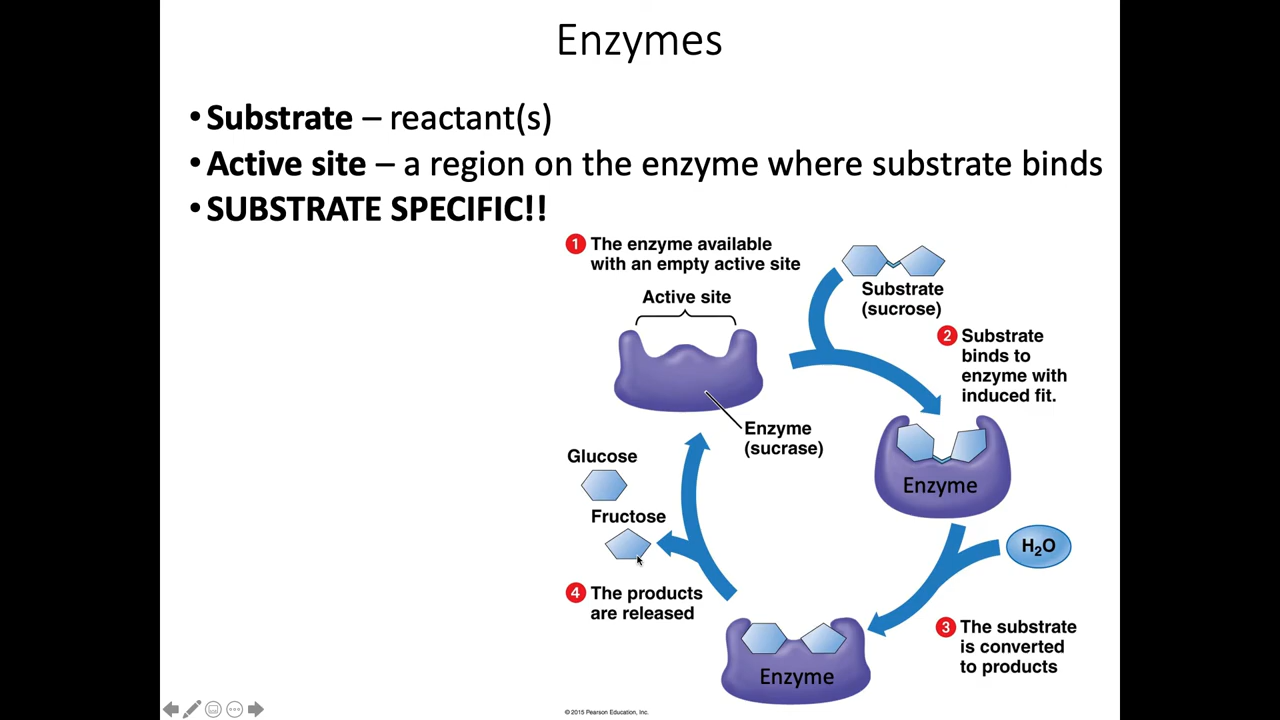 Enzymes
•Substrate – reactant(s)
•Active site – a region on the enzyme where substrate binds
•SUBSTRATE SPECIFIC!!
1 The enzyme available
with an empty active site
Active site
Substrate
(sucrose)
2 Substrate
binds to
enzyme with
induced fit.
Enzyme
(sucrase)
Glucose
Enzyme
Fructose
H₂O
4 The products
are released
3 The substrate
is converted
to products
Enzyme
© 2015 Pearson Education, Inc.